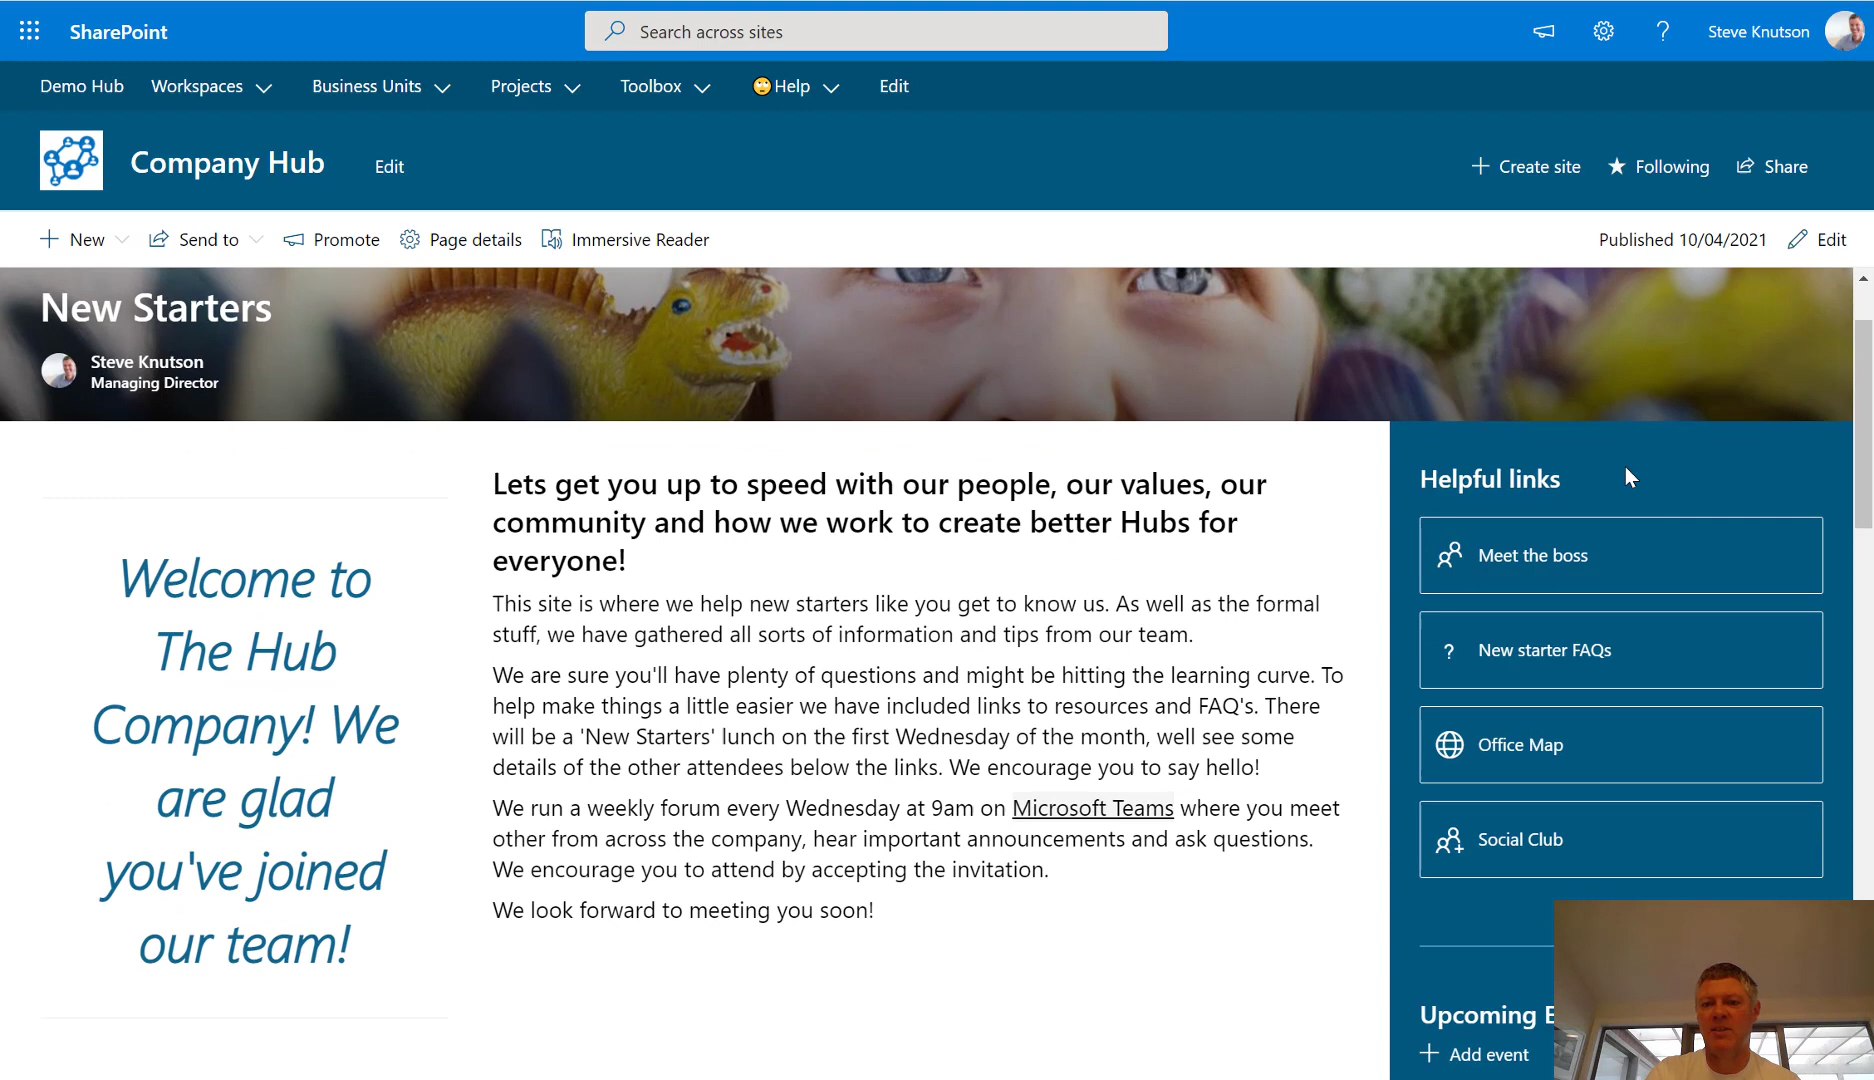 SharePoint
Search across sites
Steve Knutson
Demo Hub
Workspaces
Business Units
Projects
Toolbox
Help
Edit
Company Hub
Edit
Create site
Following
Share
New
Send to
Promote
Page details
Immersive Reader
Published 10/04/2021
Edit
New Starters
Steve Knutson
Managing Director
Welcome to
The Hub
Company! We
are glad
you've joined
our team!
Lets get you up to speed with our people, our values, our
community and how we work to create better Hubs for
everyone!
This site is where we help new starters like you get to know us. As well as the formal
stuff, we have gathered all sorts of information and tips from our team.
We are sure you'll have plenty of questions and might be hitting the learning curve. To
help make things a little easier we have included links to resources and FAQ's. There
will be a 'New Starters' lunch on the first Wednesday of the month, well see some
details of the other attendees below the links. We encourage you to say hello!
We run a weekly forum every Wednesday at 9am on Microsoft Teams where you meet
other from across the company, hear important announcements and ask questions.
We encourage you to attend by accepting the invitation.
We look forward to meeting you soon!
Helpful links
Meet the boss
New starter FAQs
Office Map
Social Club
Upcoming
Add event